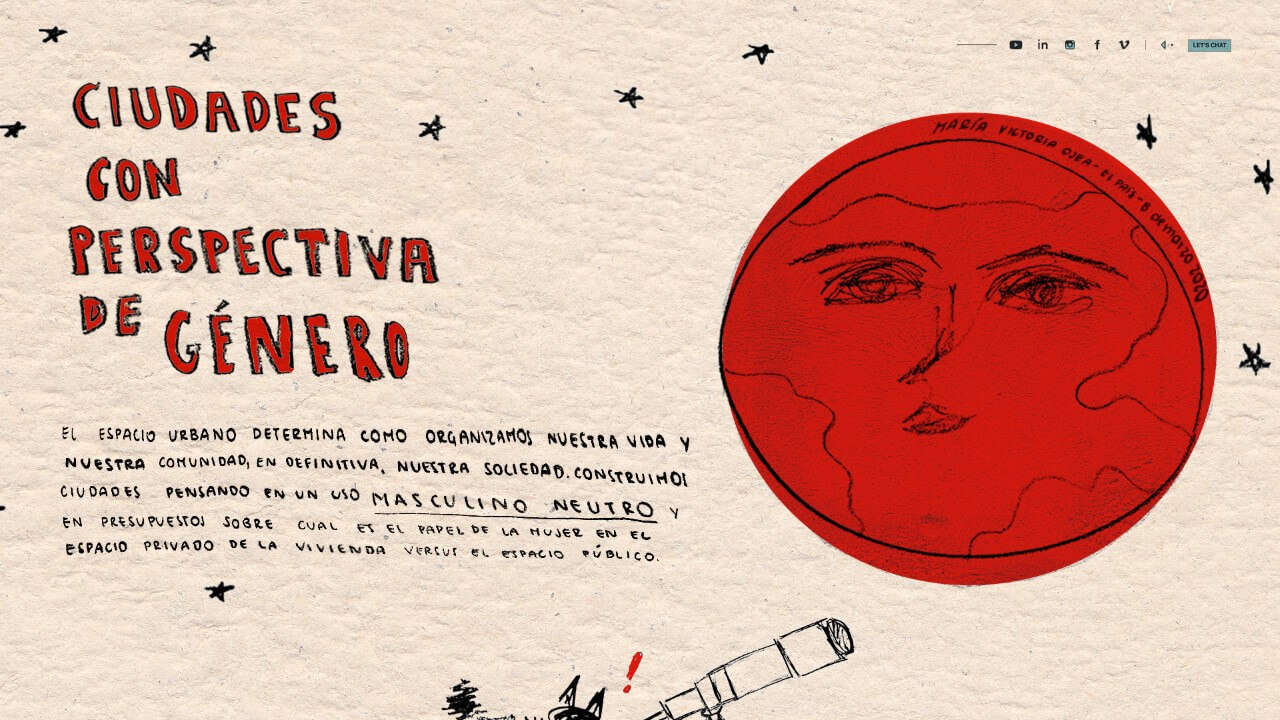 LET'S CHAT
CIUDADES
CON
PERSPECTIVA
DE GÉNERO
MARÍA VICTORIA OJEA - EL PAÍS - 8 de marzo 2020
EL ESPACIO URBANO DETERMINA COMO ORGANIZAMOS NUESTRA VIDA Y
NUESTRA COMUNIDAD, EN DEFINITIVA, NUESTRA SOCIEDAD. CONSTRUIMOS
CIUDADES PENSANDO EN UN USO MASCULINO NEUTRO Y
EN PRESUPUESTOS SOBRE CUAL ES EL PAPEL DE LA MUJER EN EL
ESPACIO PRIVADO DE LA VIVIENDA VERSUS EL ESPACIO PÚBLICO.
!